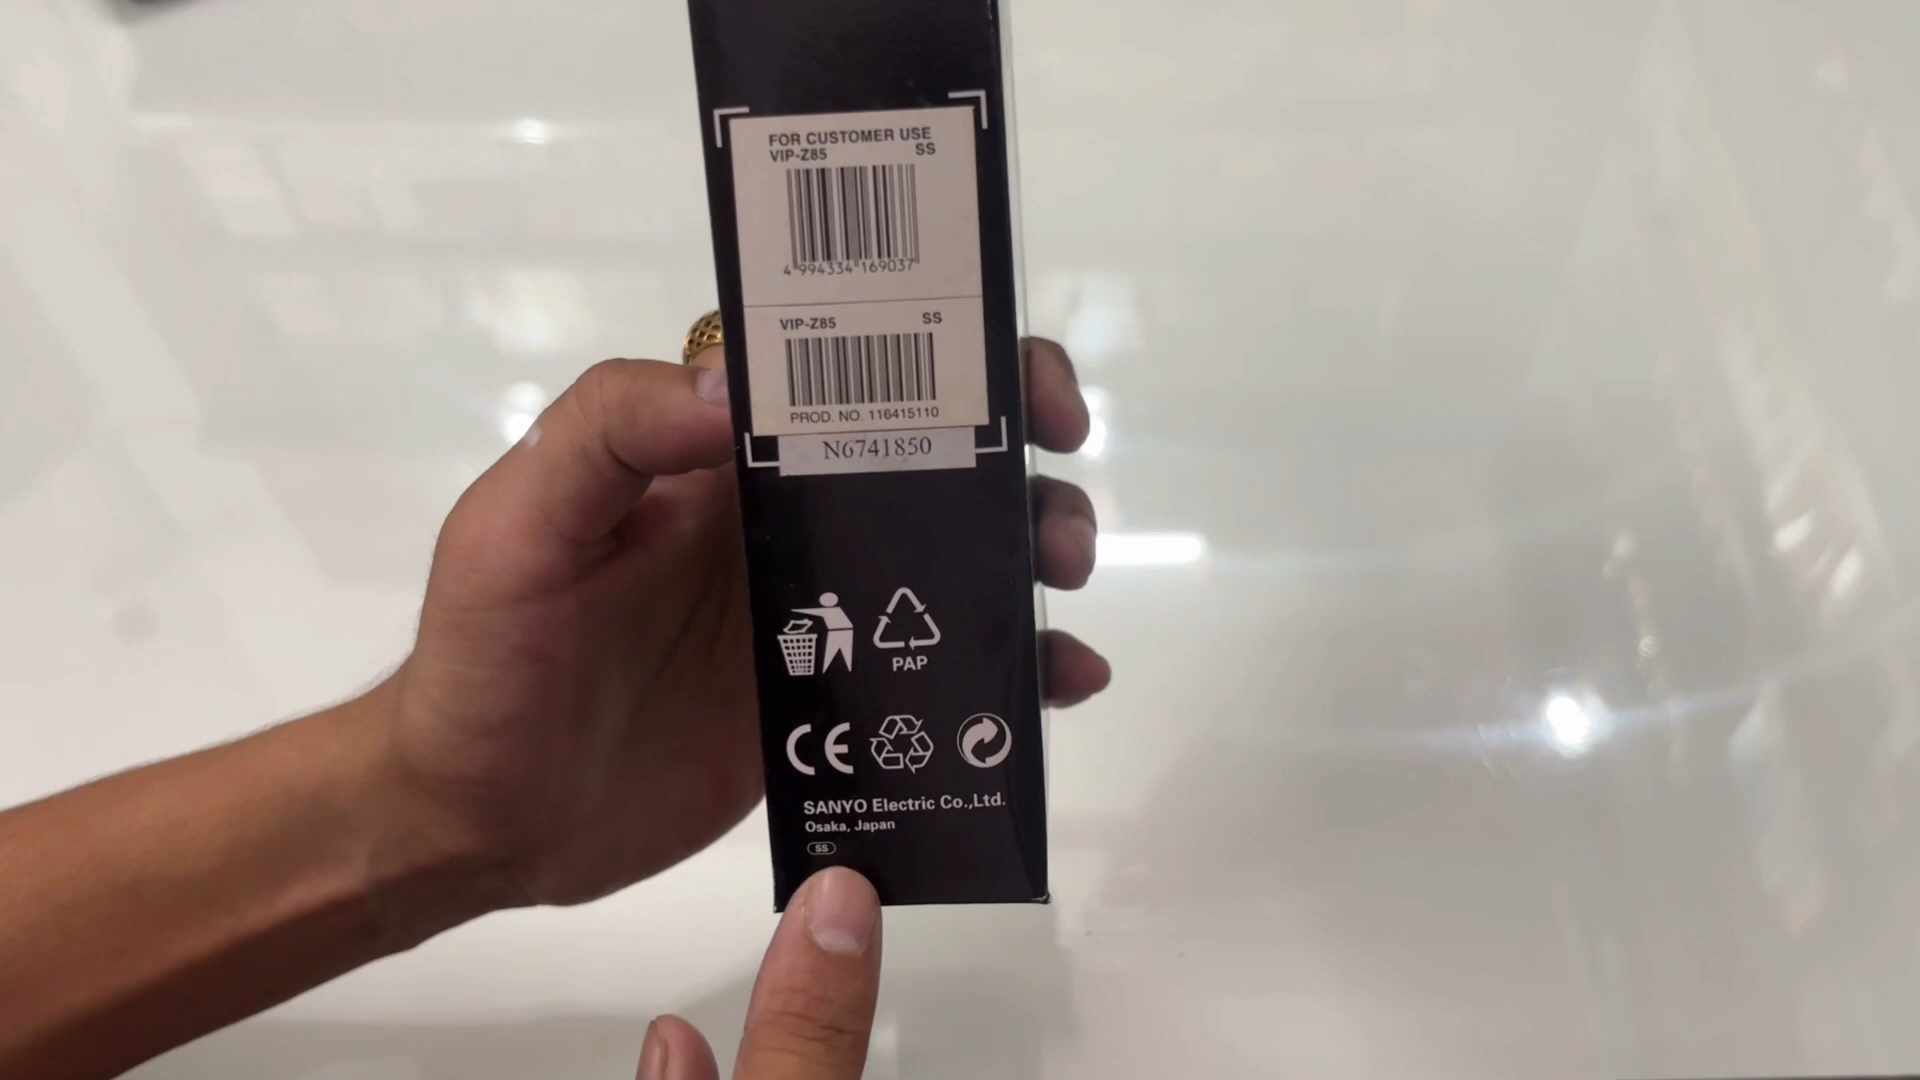 FOR CUSTOMER USE
VIP-Z85 SS
4 994334 169037
VIP-Z85 SS
PROD. NO. 116415110
N6741850
PAP
CE
SANYO Electric Co.,Ltd.
Osaka, Japan
SS